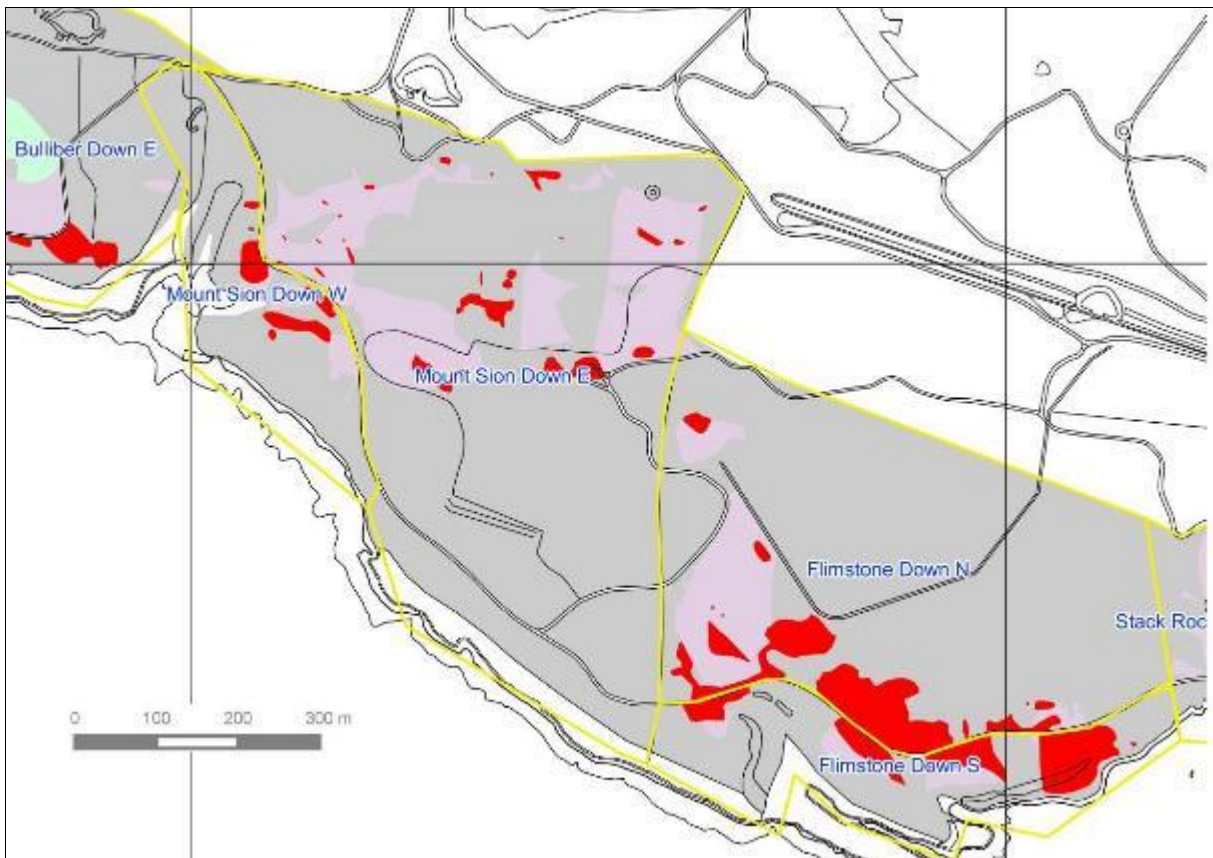 Bulliber Down E
Mount Sion Down W
Mount Sion Down E
Flimstone Down N
Stack Roc
0 100 200 300 m
Flimstone Down S